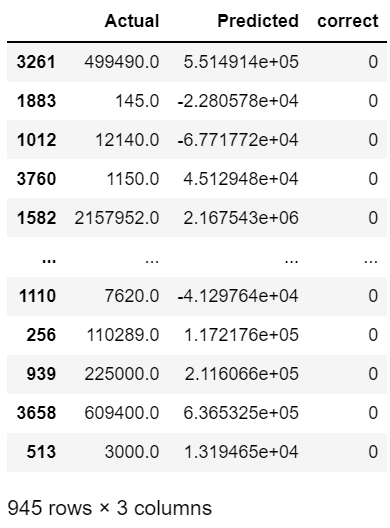 Actual Predicted correct
3261 499490.0 5.514914e+05 0
1883 145.0 -2.280578e+04 0
1012 12140.0 -6.771772e+04 0
3760 1150.0 4.512948e+04 0
1582 2157952.0 2.167543e+06 0
... ... ... ...
1110 7620.0 -4.129764e+04 0
256 110289.0 1.172176e+05 0
939 225000.0 2.116066e+05 0
3658 609400.0 6.365325e+05 0
513 3000.0 1.319465e+04 0
945 rows × 3 columns